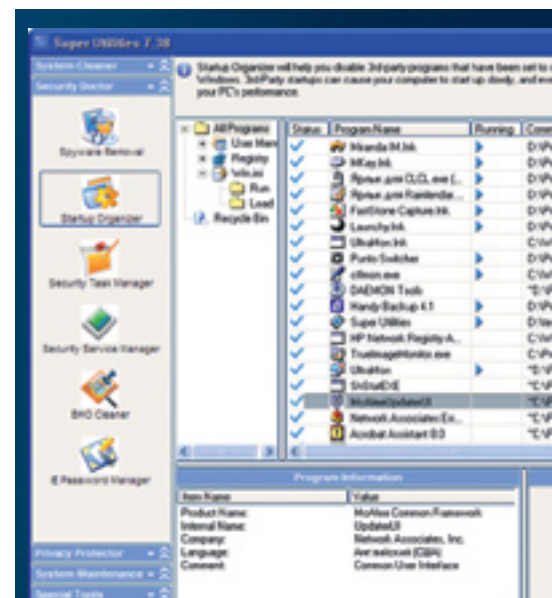 Super Utilities 7.38
System Cleaner
Security Doctor
Spyware Removal
Startup Organizer
Security Task Manager
Security Service Manager
BHO Cleaner
IE Password Manager
Privacy Protector
System Maintenance
Special Tools
Startup Organizer will help you disable 3rd-party programs that have been set to
Windows. 3rd-Party startups can cause your computer to start up slowly, and
your PC's performance.
All Programs
User Men
Registry
Win.ini
Run
Load
Recycle Bin
Status Program Name Running Comm
Miranda IM.lnk D:\P
MKey.lnk D:\P
Ярлык для CLCL.exe (...
Ярлык для Rainlendar...
FastStone Capture.lnk
Launchy.lnk
UltraMon.lnk
Punto Switcher
ctfmon.exe
DAEMON Tools
Handy Backup 4.1
Super Utilities
HP Network Registry A...
TrueImageMonitor.exe
UltraMon
ShStatEXE
McAfeeUpdaterUI
Network Associates Er...
Acrobat Assistant 8.0
Program Information
Item Name Value
Product Name: McAfee Common Framework
Internal Name: UpdaterUI
Company: Network Associates, Inc.
Language: Английский (США)
Comment: Common User Interface